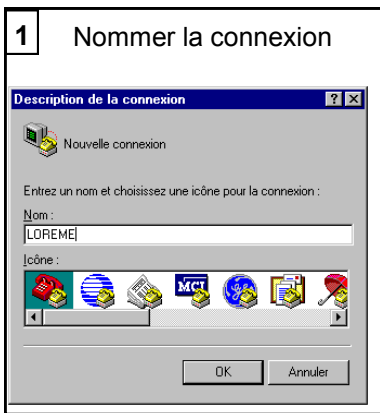 1 Nommer la connexion
Description de la connexion
Nouvelle connexion
Entrez un nom et choisissez une icône pour la connexion :
Nom :
LOREME
Icône :
MCI
OK Annuler